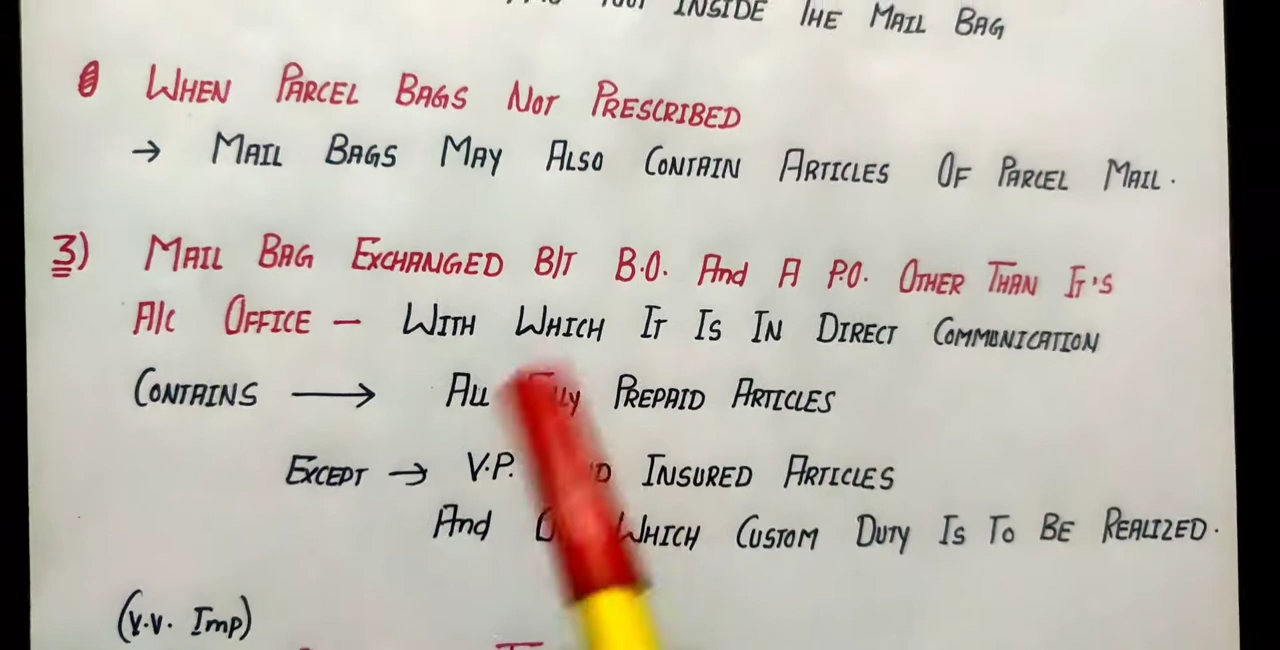 INSIDE THE MAIL BAG
WHEN PARCEL BAGS NOT PRESCRIBED
→ MAIL BAGS MAY ALSO CONTAIN ARTICLES OF PARCEL MAIL.
3) MAIL BAG EXCHANGED B/T B.O. And A P.O. OTHER THAN IT'S
A/C OFFICE – WITH WHICH IT IS IN DIRECT COMMUNICATION
CONTAINS → All PREPAID ARTICLES
EXCEPT → V.P. INSURED ARTICLES
And WHICH CUSTOM DUTY IS TO BE REALIZED.
(V.V. Imp)